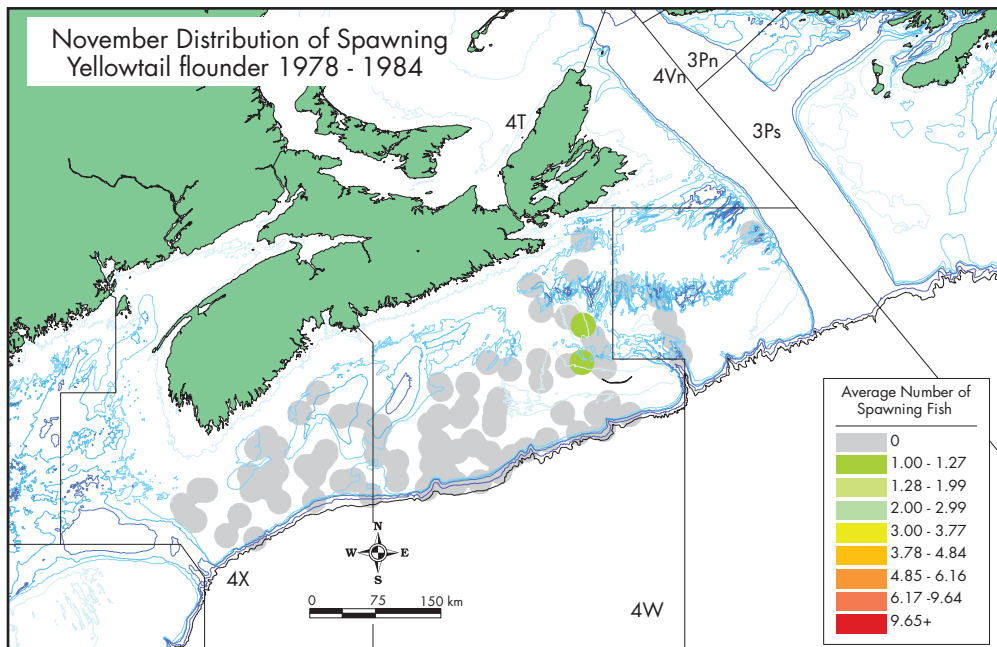 November Distribution of Spawning
Yellowtail flounder 1978 - 1984
3Pn
4Vn
3Ps
4T
Average Number of
Spawning Fish
0
1.00 - 1.27
1.28 - 1.99
2.00 - 2.99
3.00 - 3.77
3.78 - 4.84
4.85 - 6.16
6.17 -9.64
9.65+
N
W E
S
4X
0 75 150 km
4W